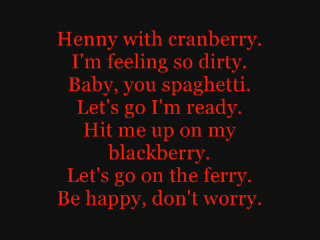 Henny with cranberry.
I'm feeling so dirty.
Baby, you spaghetti.
Let's go I'm ready.
Hit me up on my
blackberry.
Let's go on the ferry.
Be happy, don't worry.